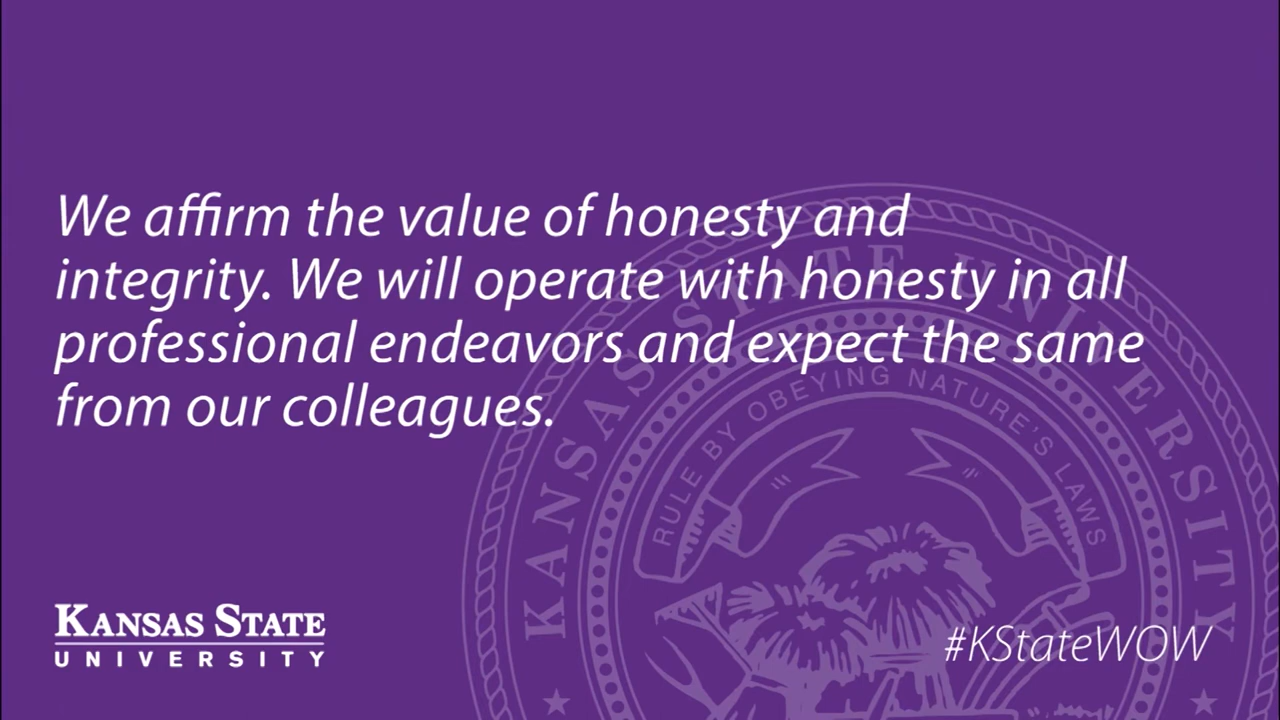 We affirm the value of honesty and
integrity. We will operate with honesty in all
professional endeavors and expect the same
from our colleagues.
KANSAS STATE UNIVERSITY
RULE BY OBEYING NATURE'S LAWS
KANSAS STATE
UNIVERSITY
#KStateWOW